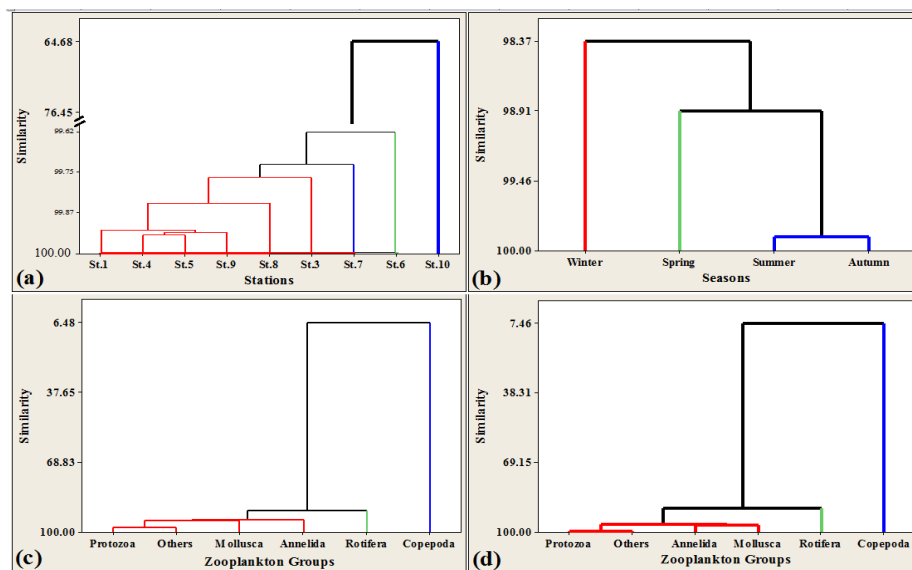 64.68
76.45
99.62
99.75
99.87
100.00
Similarity
St.1 St.4 St.5 St.9 St.8 St.3 St.7 St.6 St.10
Stations
(a)
98.37
98.91
99.46
100.00
Similarity
Winter Spring Summer Autumn
Seasons
(b)
6.48
37.65
68.83
100.00
Similarity
Protozoa Others Mollusca Annelida Rotifera Copepoda
Zooplankton Groups
(c)
7.46
38.31
69.15
100.00
Similarity
Protozoa Others Annelida Mollusca Rotifera Copepoda
Zooplankton Groups
(d)